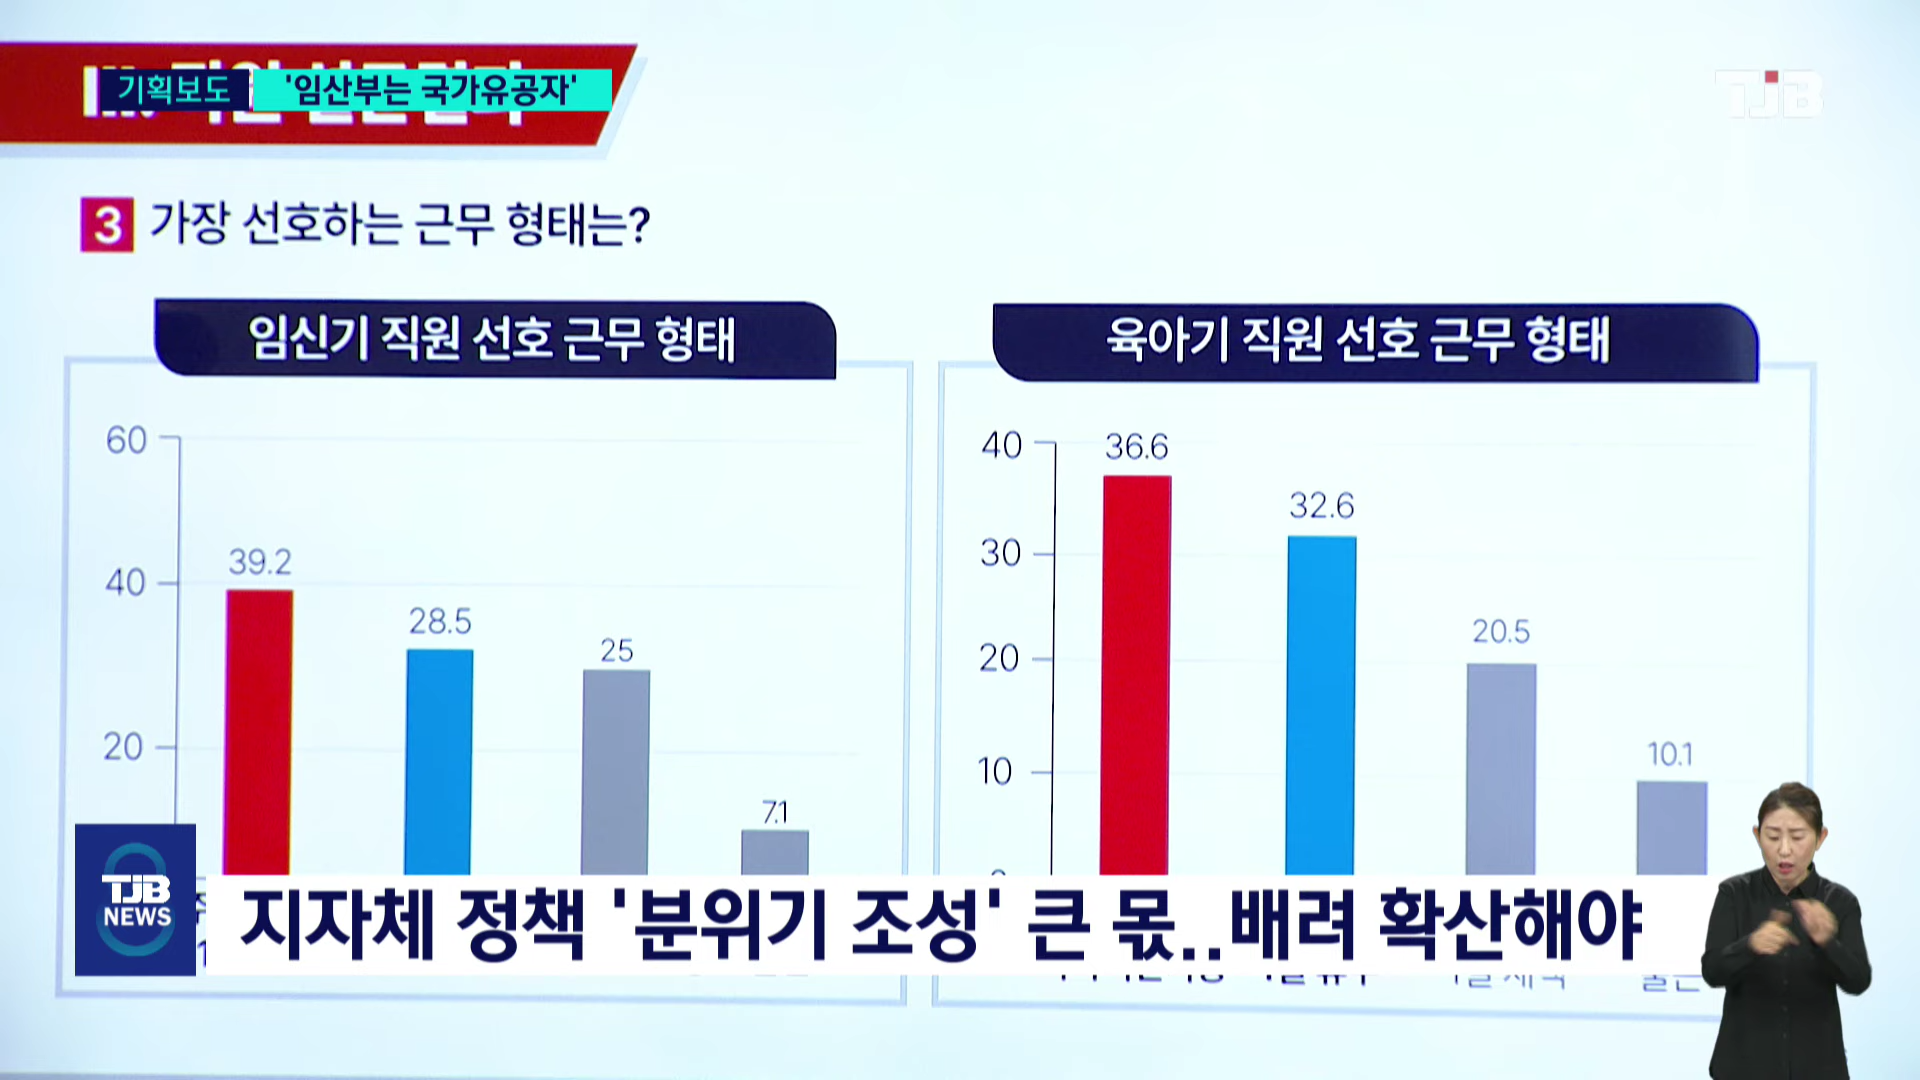 기획보도 '임산부는 국가유공자'
TJB
3 가장 선호하는 근무 형태는?
임신기 직원 선호 근무 형태
육아기 직원 선호 근무 형태
60
40
20
39.2
28.5
25
7.1
40
30
20
10
36.6
32.6
20.5
10.1
TJB
NEWS
지자체 정책 '분위기 조성' 큰 몫..배려 확산해야